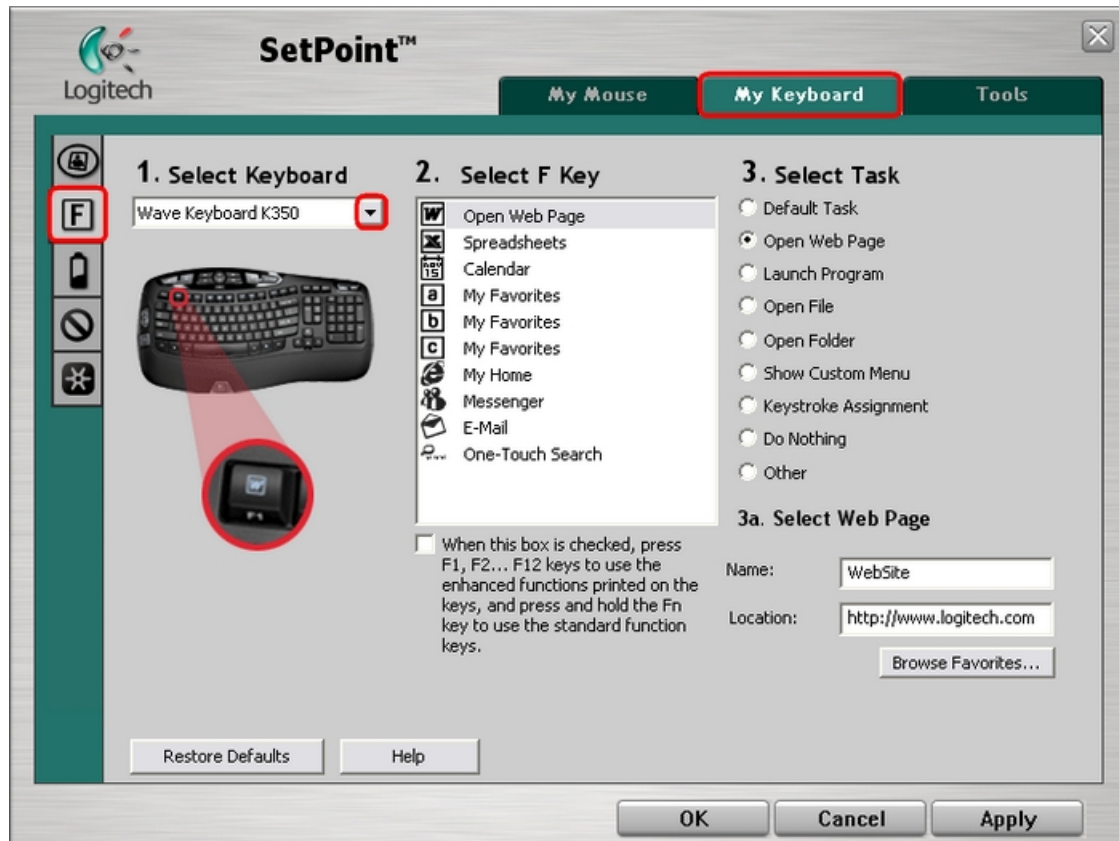 Logitech
SetPoint™
My Mouse
My Keyboard
Tools
F
1. Select Keyboard
Wave Keyboard K350
2. Select F Key
W Open Web Page
X Spreadsheets
NOV 15 Calendar
a My Favorites
b My Favorites
c My Favorites
My Home
Messenger
E-Mail
One-Touch Search
When this box is checked, press
F1, F2... F12 keys to use the
enhanced functions printed on the
keys, and press and hold the Fn
key to use the standard function
keys.
3. Select Task
Default Task
Open Web Page
Launch Program
Open File
Open Folder
Show Custom Menu
Keystroke Assignment
Do Nothing
Other
3a. Select Web Page
Name: WebSite
Location: http://www.logitech.com
Browse Favorites...
Restore Defaults
Help
OK
Cancel
Apply